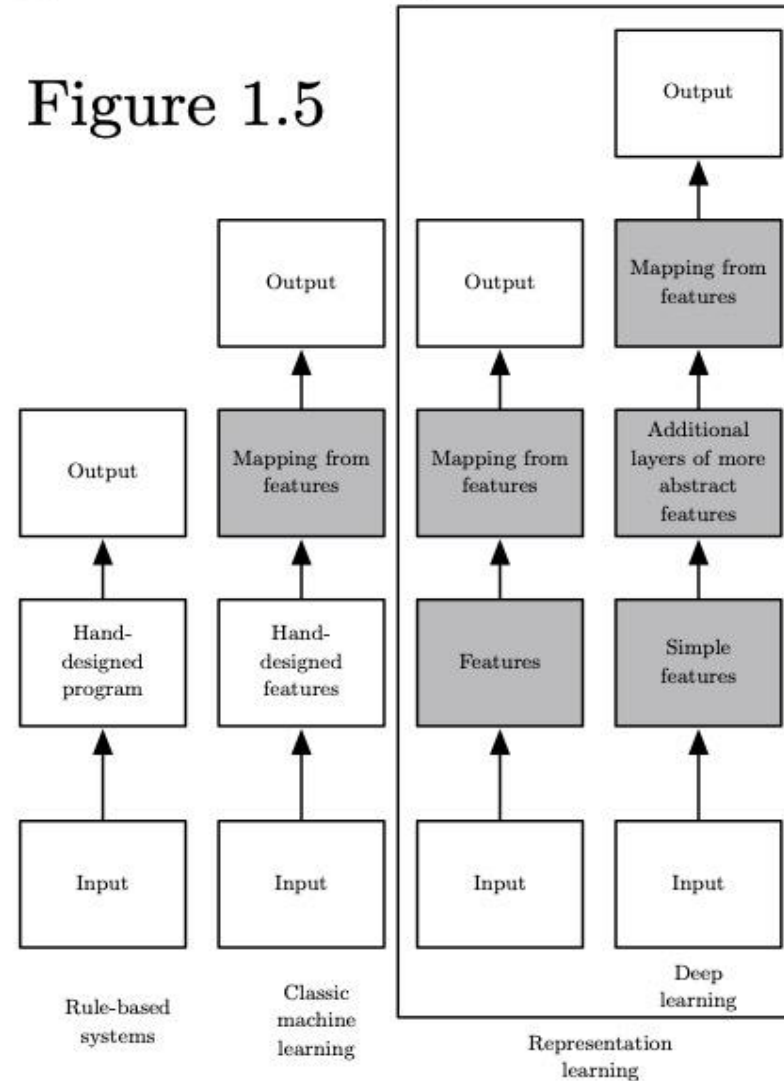 Figure 1.5
Output
Output
Output
Mapping from
features
Output
Mapping from
features
Mapping from
features
Additional
layers of more
abstract
features
Hand-
designed
program
Hand-
designed
features
Features
Simple
features
Input
Input
Input
Input
Rule-based
systems
Classic
machine
learning
Deep
learning
Representation
learning